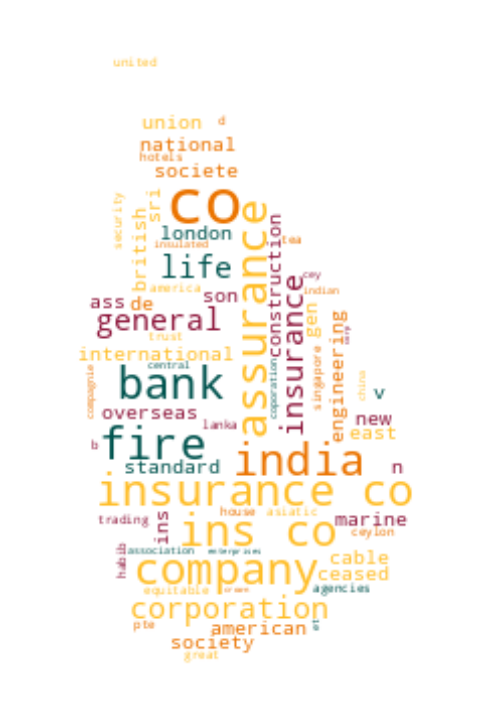 united
union d
national
hotels
societe
security
sri
co
british
london
insulated
life
assurance
construction
tea
america
cey
indian
ass de son
general
insurance
gen
trust
international
central
singapore
engineering
corp
compagnie
bank
coporation
china
v
overseas
lanka
new
east
b
fire
standard
india
n
insurance co
house asiatic
trading
ins
ins co
marine
ceylon
habib
association enterprises
company
cable
ceased
equitable
agencies
corporation
pte
american
society
great